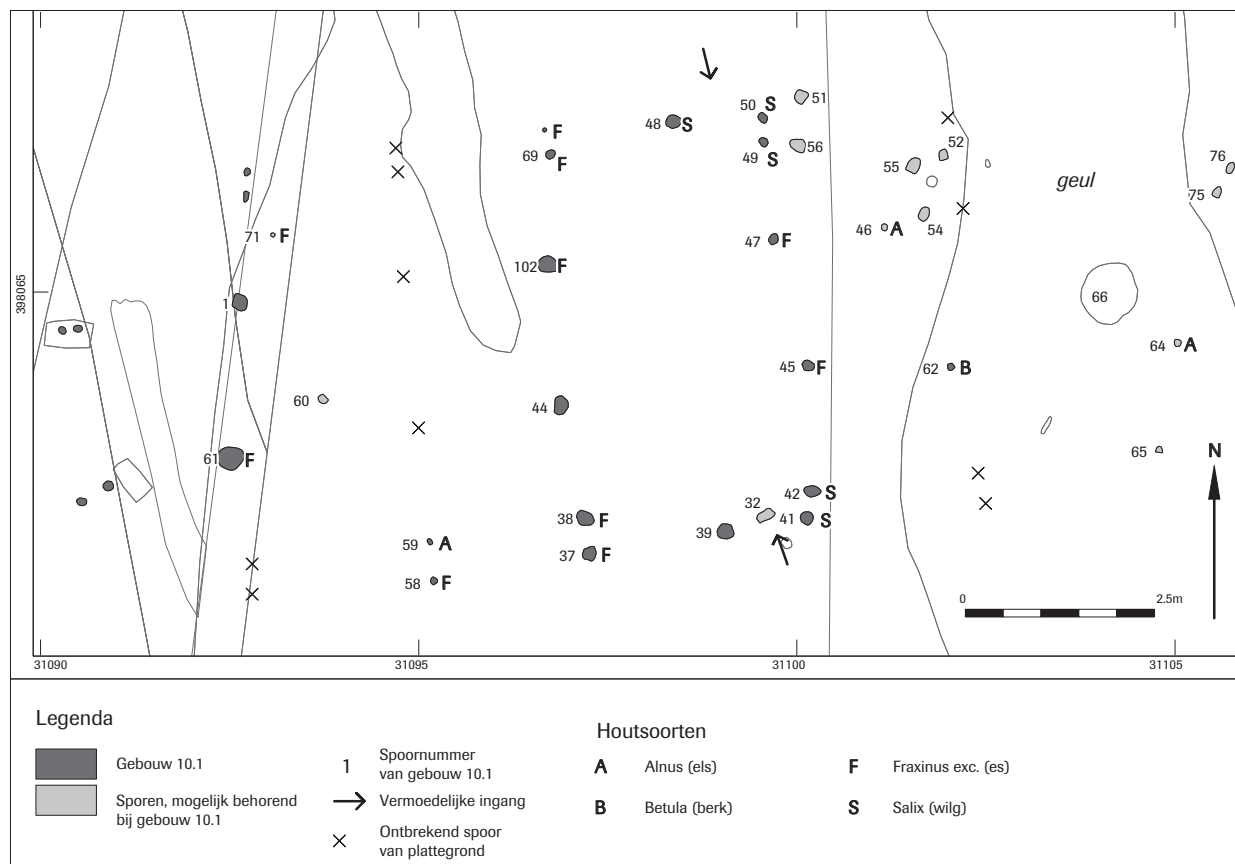 50 S 51
48 S
F
69 F
49 S 56
52
55
geul
76
75
71 F
47 F
46 A 54
102 F
398065
1
66
64 A
45 F
62 B
60
44
61 F
65
N
42 S
32
38 F
39
41 S
59 A
37 F
58 F
0 2.5m
31090 31095 31100 31105
Legenda
Gebouw 10.1
Sporen, mogelijk behorend
bij gebouw 10.1
1 Spoornummer
van gebouw 10.1
Vermoedelijke ingang
Ontbrekend spoor
van plattegrond
Houtsoorten
A Alnus (els)
B Betula (berk)
F Fraxinus exc. (es)
S Salix (wilg)